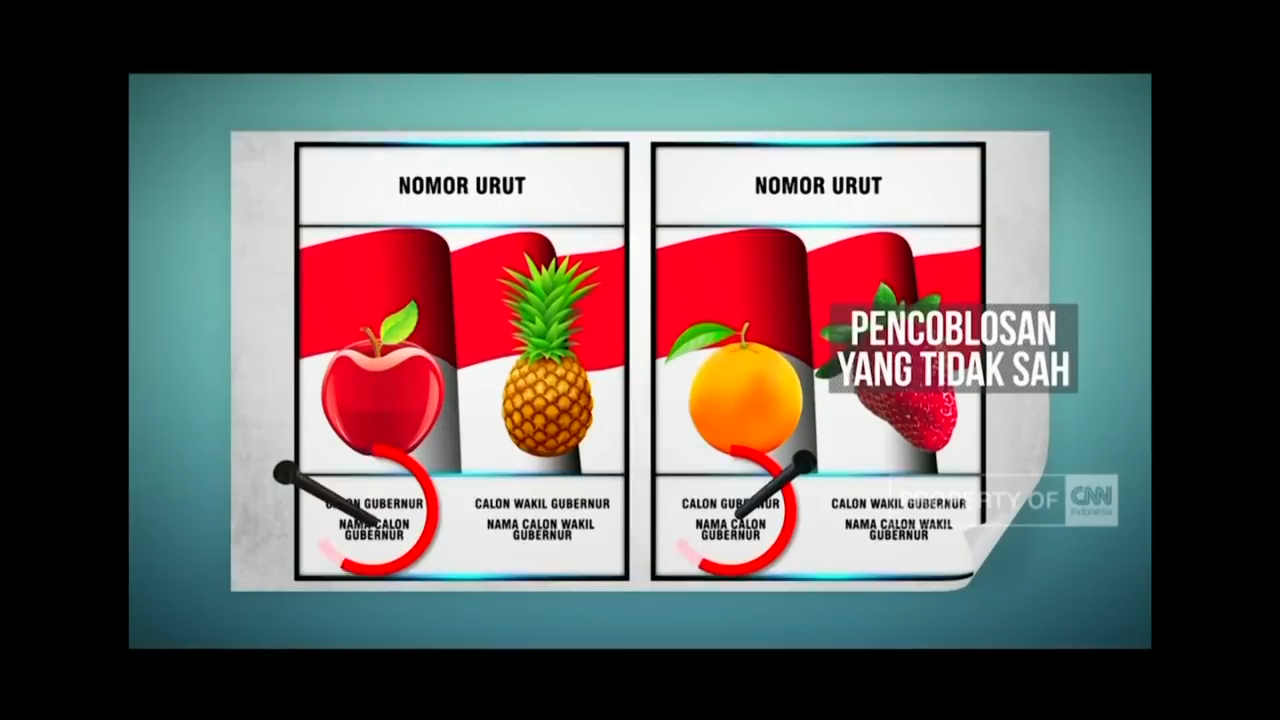 NOMOR URUT
NOMOR URUT
PENCOBLOSAN
YANG TIDAK SAH
CALON GUBERNUR
CALON WAKIL GUBERNUR
NAMA CALON
GUBERNUR
NAMA CALON WAKIL
GUBERNUR
CALON GUBERNUR
CALON WAKIL GUBERNUR
NAMA CALON
GUBERNUR
NAMA CALON WAKIL
GUBERNUR
PROPERTY OF CNN
Indonesia